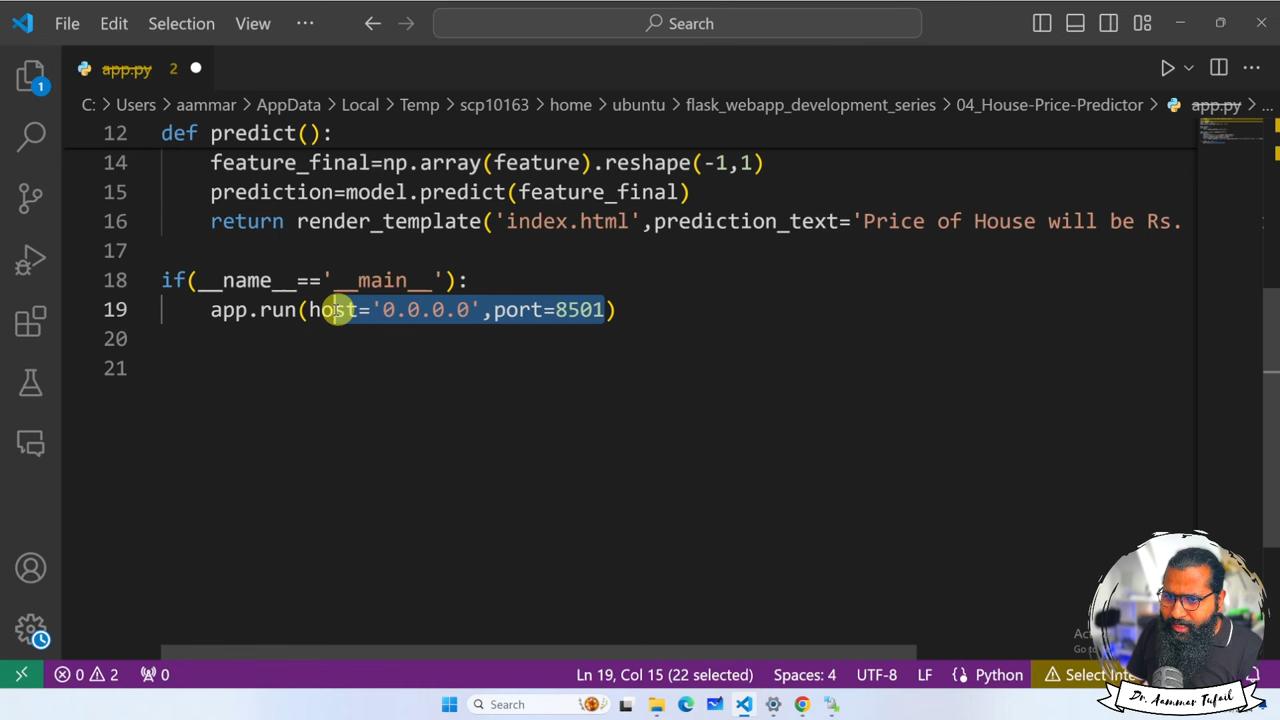 File Edit Selection View ··· Search
app.py 2
C: > Users > aammar > AppData > Local > Temp > scp10163 > home > ubuntu > flask_webapp_development_series > 04_House-Price-Predictor > app.py > ...
12 def predict():
14 feature_final=np.array(feature).reshape(-1,1)
15 prediction=model.predict(feature_final)
16 return render_template('index.html',prediction_text='Price of House will be Rs.
17
18 if(__name__=='__main__'):
19 app.run(host='0.0.0.0',port=8501)
20
21
1
0 2 0 Ln 19, Col 15 (22 selected) Spaces: 4 UTF-8 LF Python Select
Search
Dr. Aammar Tufail